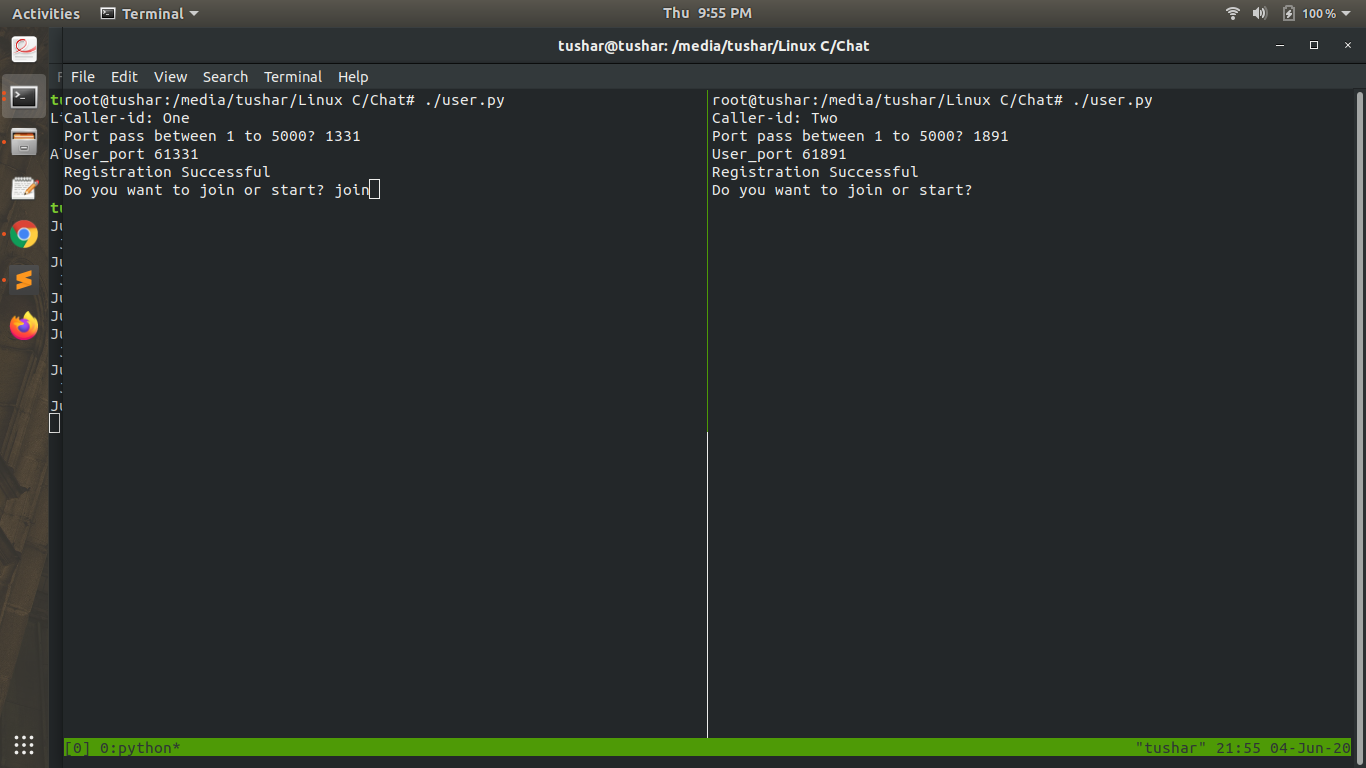 Activities Terminal Thu 9:55 PM 100%
tushar@tushar: /media/tushar/Linux C/Chat
File Edit View Search Terminal Help
root@tushar:/media/tushar/Linux C/Chat# ./user.py
Caller-id: One
Port pass between 1 to 5000? 1331
User_port 61331
Registration Successful
Do you want to join or start? join
root@tushar:/media/tushar/Linux C/Chat# ./user.py
Caller-id: Two
Port pass between 1 to 5000? 1891
User_port 61891
Registration Successful
Do you want to join or start?
[0] 0:python* "tushar" 21:55 04-Jun-20